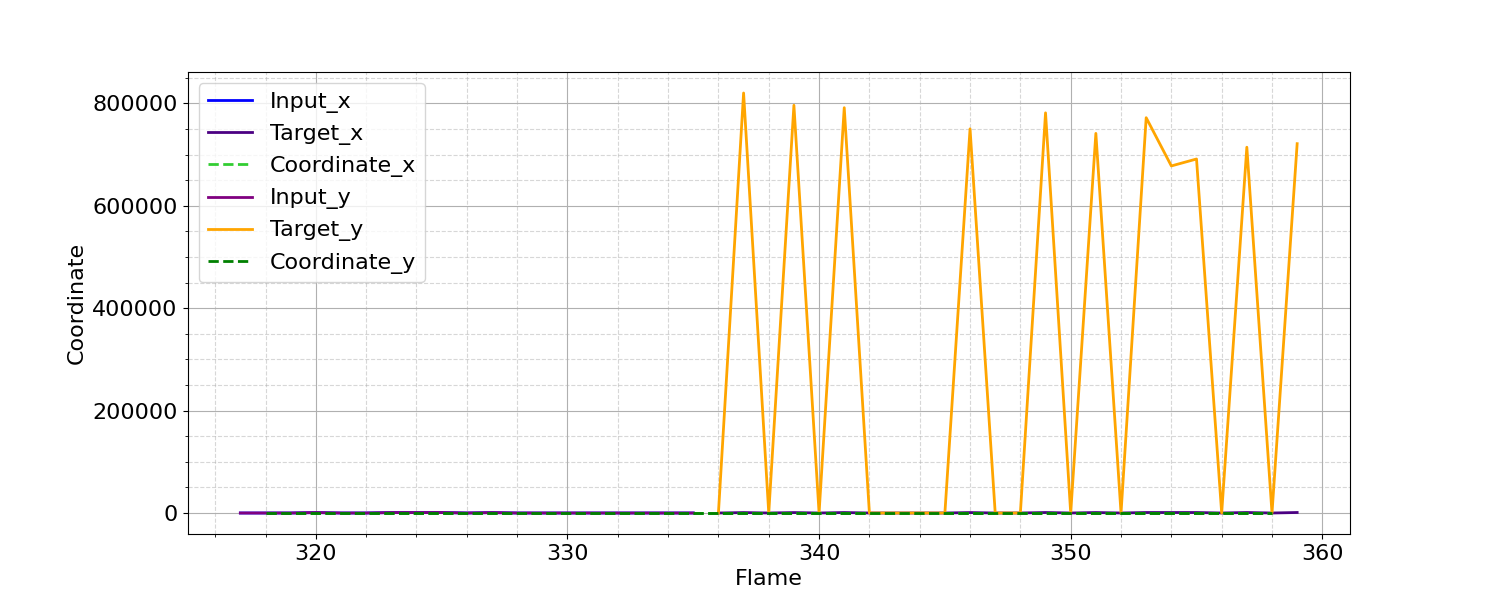 800000
600000
400000
200000
0
Coordinate
Input_x
Target_x
Coordinate_x
Input_y
Target_y
Coordinate_y
320 330 340 350 360
Flame